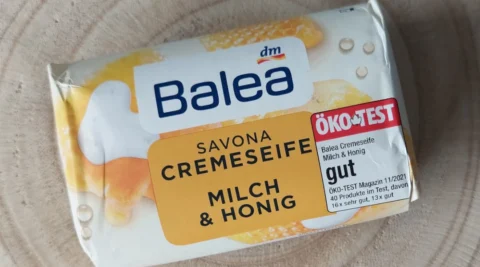 dm
Balea
SAVONA
CREMESEIFE
MILCH
& HONIG
ÖKO-TEST
Balea Cremeseife
Milch & Honig
gut
ÖKO-TEST Magazin 11/2021
40 Produkte im Test, davon
16x sehr gut, 13x gut